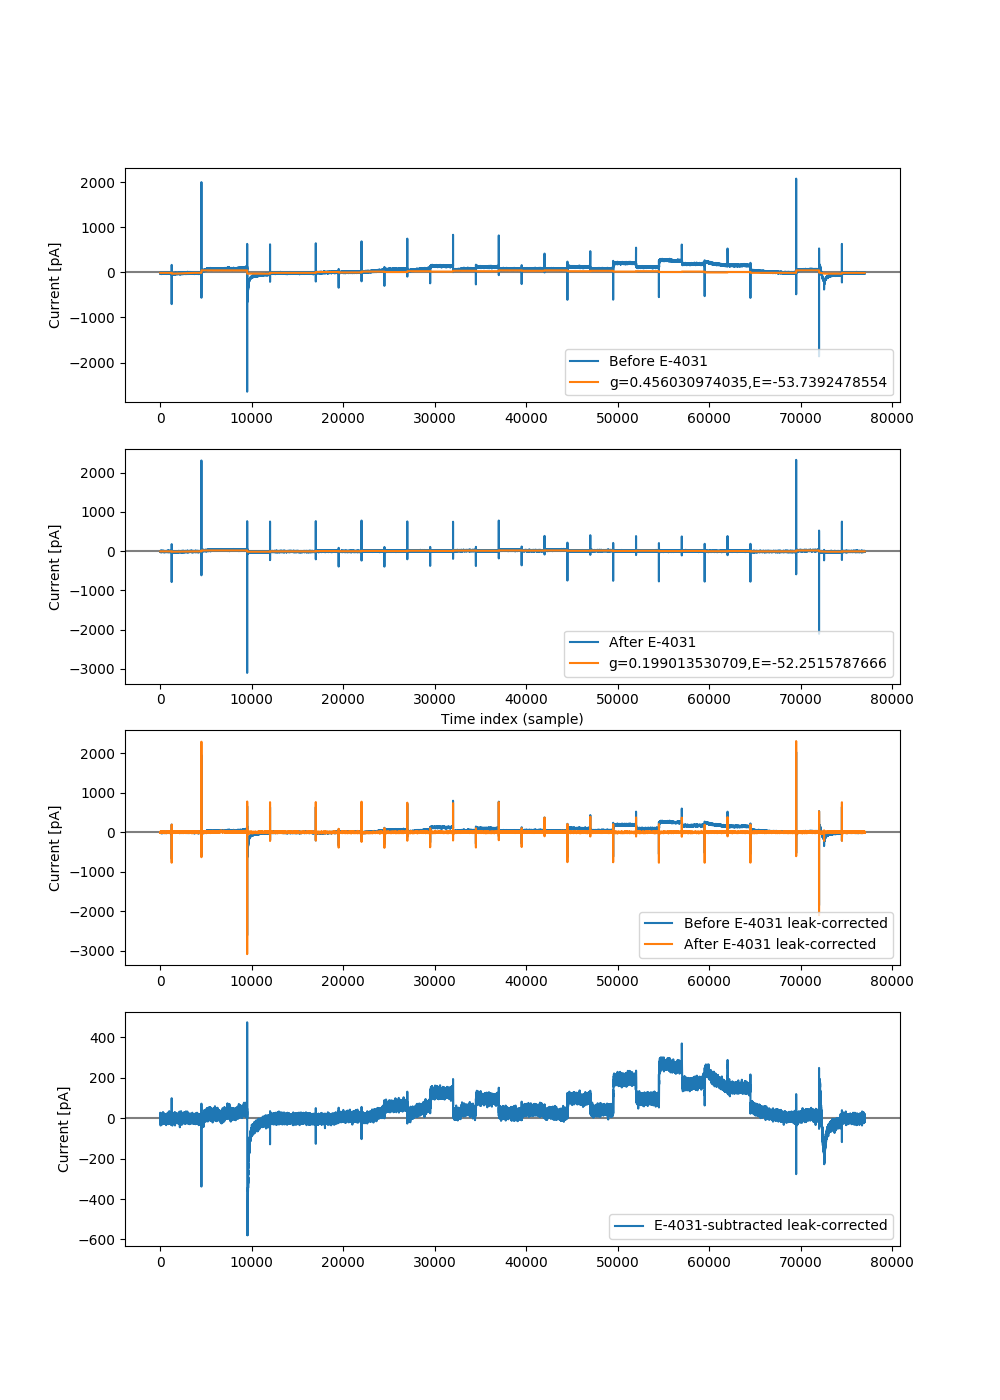 2000
1000
0
−1000
−2000
Current [pA]
Before E-4031
g=0.456030974035,E=-53.7392478554
0 10000 20000 30000 40000 50000 60000 70000 80000
2000
1000
0
−1000
−2000
−3000
Current [pA]
After E-4031
g=0.199013530709,E=-52.2515787666
0 10000 20000 30000 40000 50000 60000 70000 80000
Time index (sample)
2000
1000
0
−1000
−2000
−3000
Current [pA]
Before E-4031 leak-corrected
After E-4031 leak-corrected
0 10000 20000 30000 40000 50000 60000 70000 80000
400
200
0
−200
−400
−600
Current [pA]
E-4031-subtracted leak-corrected
0 10000 20000 30000 40000 50000 60000 70000 80000